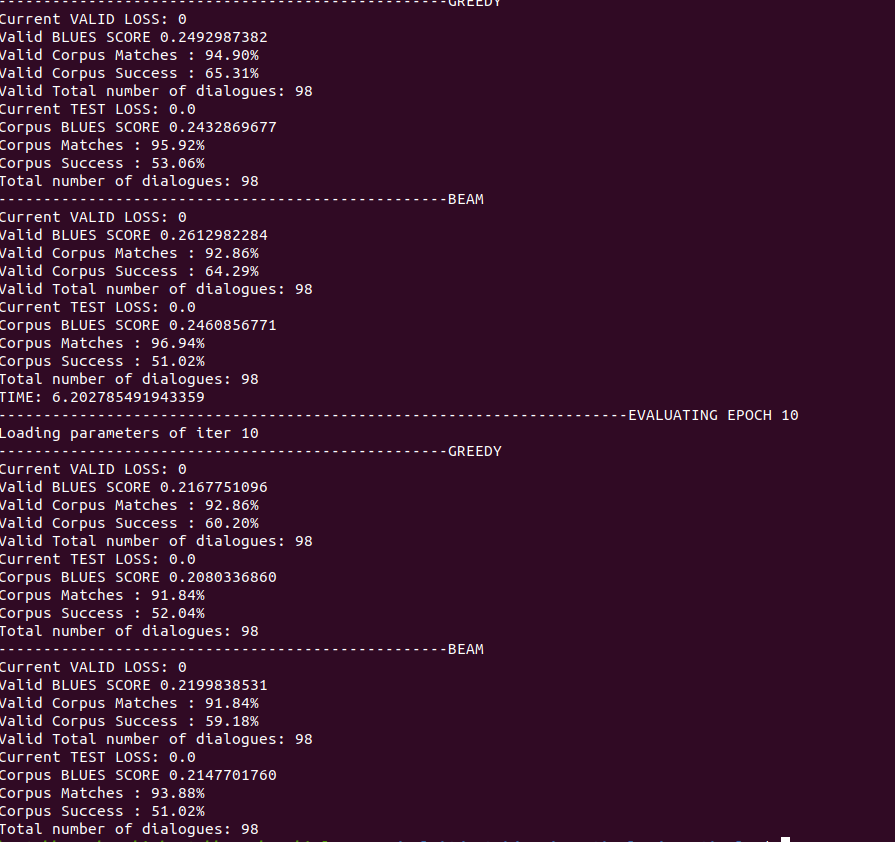 --------------------------------------------------GREEDY
Current VALID LOSS: 0
Valid BLUES SCORE 0.2492987382
Valid Corpus Matches : 94.90%
Valid Corpus Success : 65.31%
Valid Total number of dialogues: 98
Current TEST LOSS: 0.0
Corpus BLUES SCORE 0.2432869677
Corpus Matches : 95.92%
Corpus Success : 53.06%
Total number of dialogues: 98
--------------------------------------------------BEAM
Current VALID LOSS: 0
Valid BLUES SCORE 0.2612982284
Valid Corpus Matches : 92.86%
Valid Corpus Success : 64.29%
Valid Total number of dialogues: 98
Current TEST LOSS: 0.0
Corpus BLUES SCORE 0.2460856771
Corpus Matches : 96.94%
Corpus Success : 51.02%
Total number of dialogues: 98
TIME: 6.202785491943359
----------------------------------------------------------------------EVALUATING EPOCH 10
Loading parameters of iter 10
--------------------------------------------------GREEDY
Current VALID LOSS: 0
Valid BLUES SCORE 0.2167751096
Valid Corpus Matches : 92.86%
Valid Corpus Success : 60.20%
Valid Total number of dialogues: 98
Current TEST LOSS: 0.0
Corpus BLUES SCORE 0.2080336860
Corpus Matches : 91.84%
Corpus Success : 52.04%
Total number of dialogues: 98
--------------------------------------------------BEAM
Current VALID LOSS: 0
Valid BLUES SCORE 0.2199838531
Valid Corpus Matches : 91.84%
Valid Corpus Success : 59.18%
Valid Total number of dialogues: 98
Current TEST LOSS: 0.0
Corpus BLUES SCORE 0.2147701760
Corpus Matches : 93.88%
Corpus Success : 51.02%
Total number of dialogues: 98